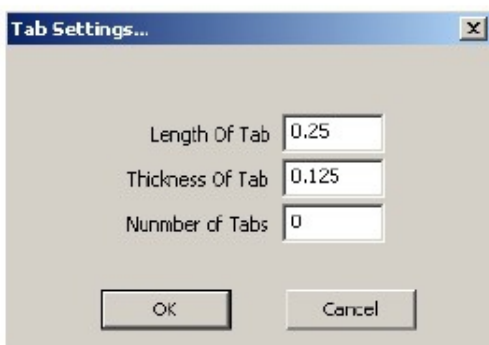 Tab Settings...
Length Of Tab 0.25
Thickness Of Tab 0.125
Nunmber of Tabs 0
OK Cancel